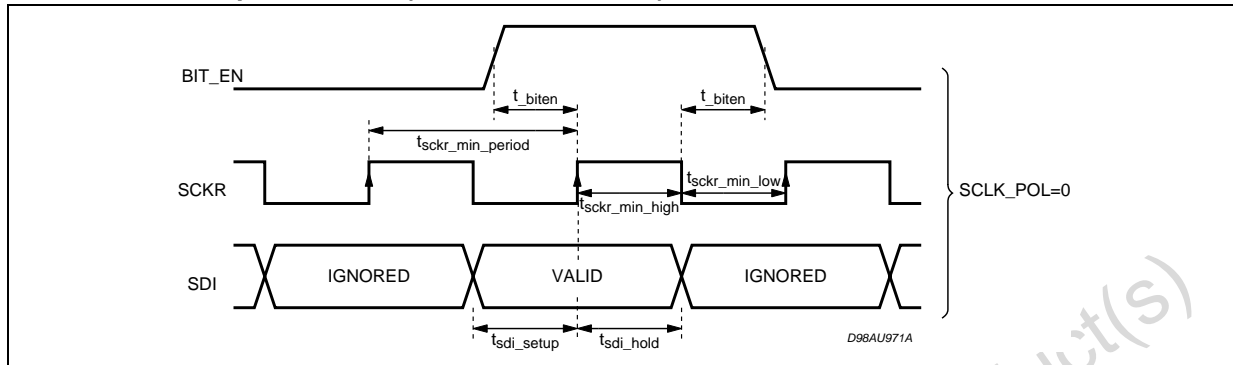 BIT_EN
t_biten
t_biten
tsckr_min_period
SCKR
tsckr_min_high
tsckr_min_low
SCLK_POL=0
SDI
IGNORED
VALID
IGNORED
tsdi_setup
tsdi_hold
D98AU971A